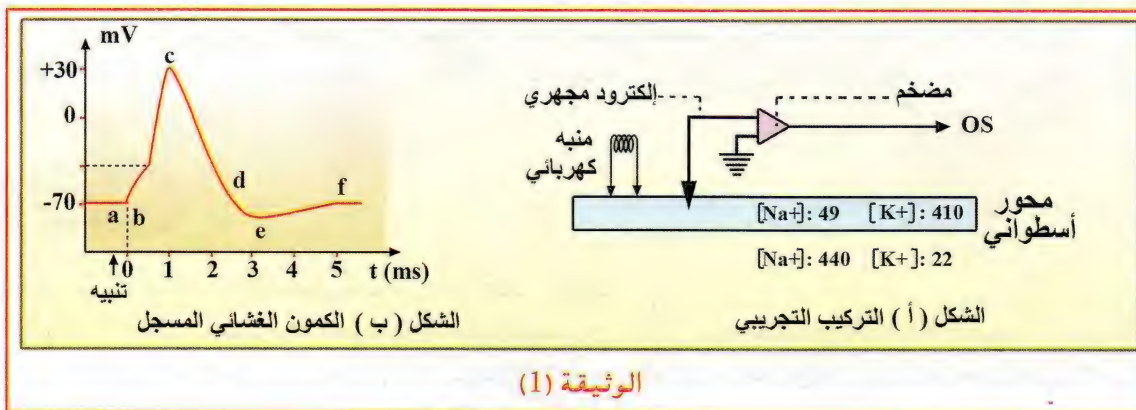 mV
+30
0
-70
a
b
c
d
e
f
0 1 2 3 4 5 t (ms)
تنبيه
الشكل ( ب ) الكمون الغشائي المسجل
إلكترود مجهري
مضخم
OS
منبه
كهربائي
[Na+]: 49 [K+]: 410
محور
أسطواني
[Na+]: 440 [K+]: 22
الشكل ( أ ) التركيب التجريبي
الوثيقة (1)